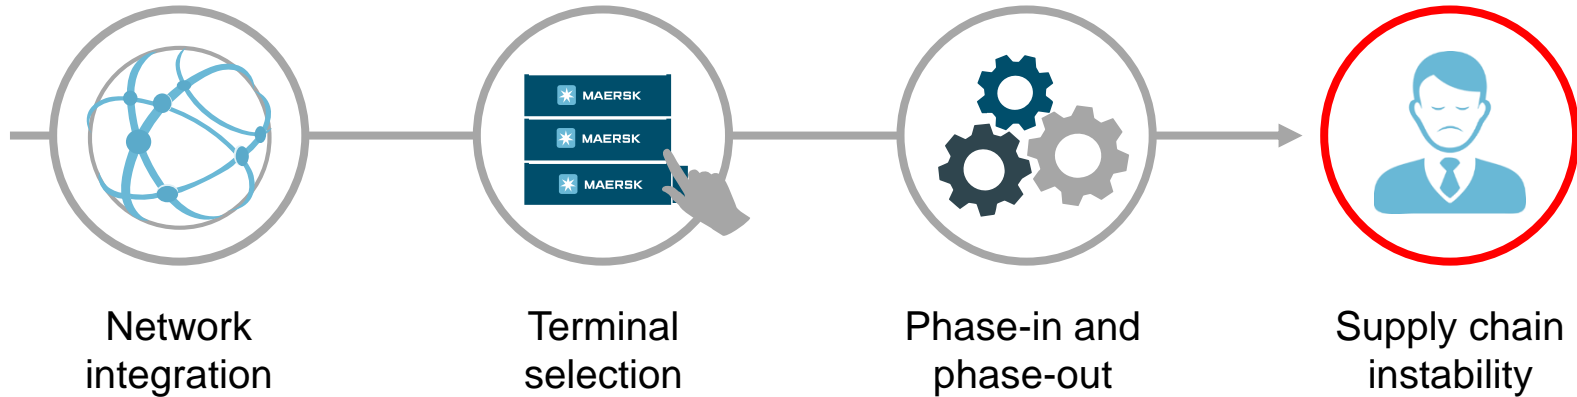 MAERSK
MAERSK
MAERSK
Network
integration
Terminal
selection
Phase-in and
phase-out
Supply chain
instability